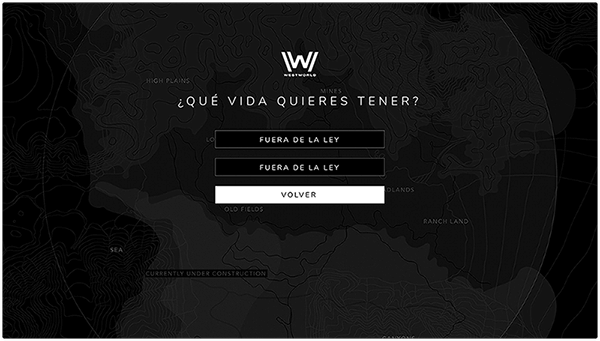 WESTWORLD
HIGH PLAINS
MINES
¿QUÉ VIDA QUIERES TENER?
FUERA DE LA LEY
FUERA DE LA LEY
VOLVER
OLD FIELDS
RANCH LAND
SEA
CURRENTLY UNDER CONSTRUCTION